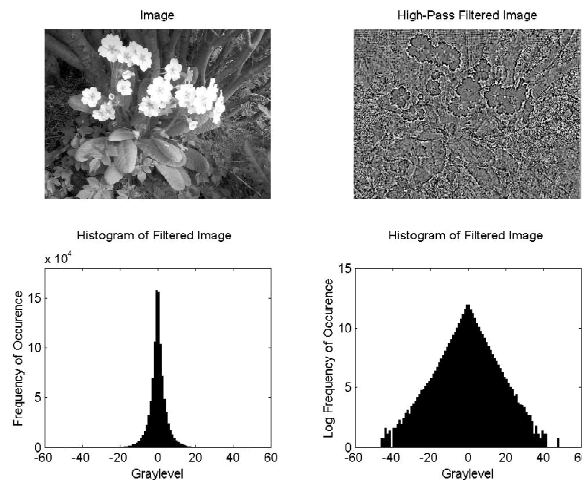 Image
High-Pass Filtered Image
Histogram of Filtered Image
x 10^4
15
10
5
0
-60 -40 -20 0 20 40 60
Frequency of Occurence
Graylevel
Histogram of Filtered Image
15
10
5
0
-60 -40 -20 0 20 40 60
Log Frequency of Occurence
Graylevel